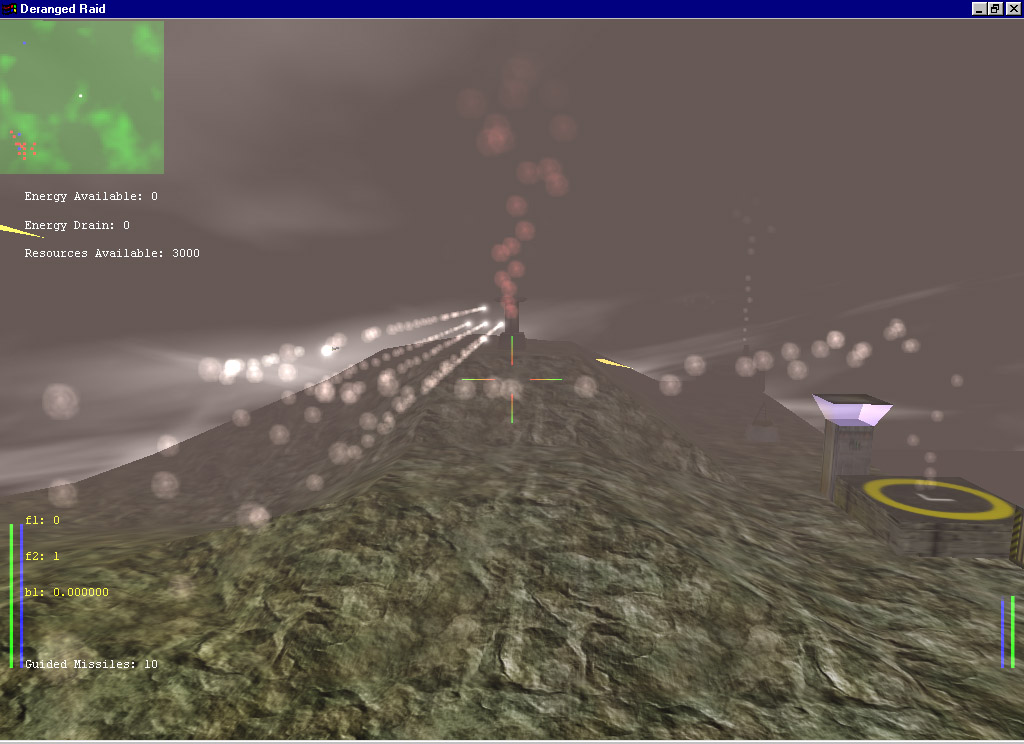 Deranged Raid
Energy Available: 0
Energy Drain: 0
Resources Available: 3000
f1: 0
f2: 1
b1: 0.000000
Guided Missiles: 10